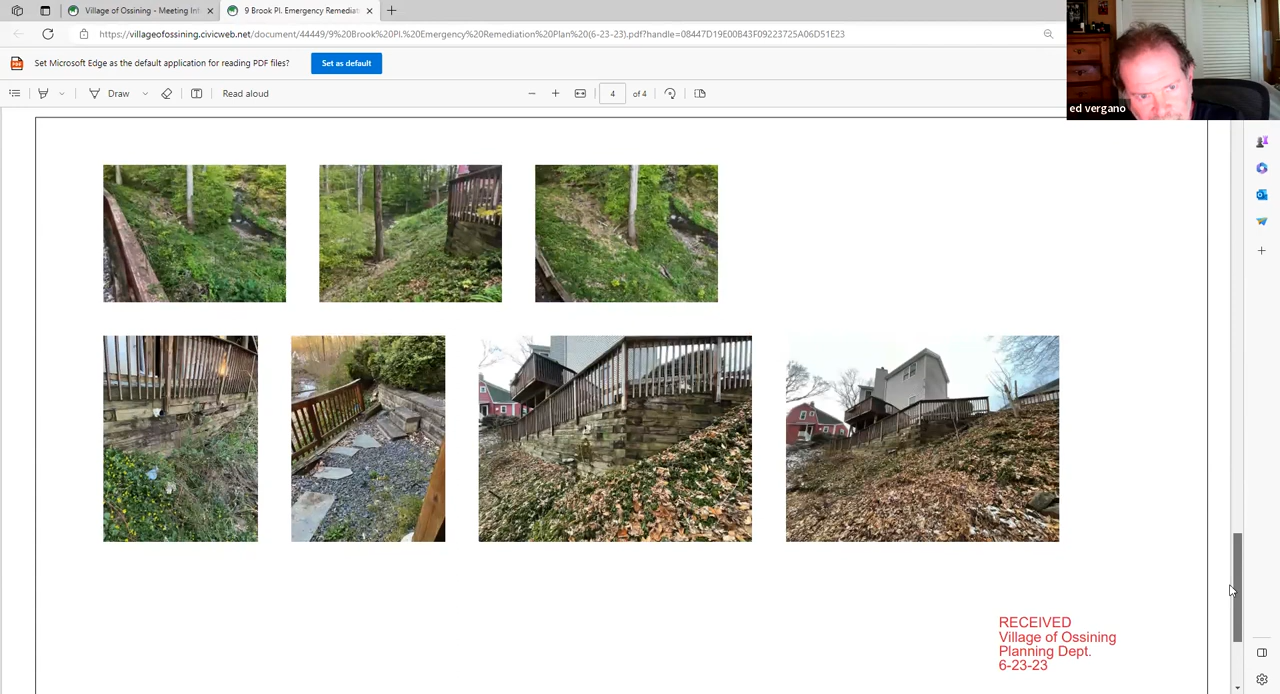 Village of Ossining - Meeting Inf
9 Brook Pl. Emergency Remediat
https://villageofossining.civicweb.net/document/44449/9%20Brook%20Pl.%20Emergency%20Remediation%20Plan%20(6-23-23).pdf?handle=08447D19E00B43F09223725A06D51E23
Set Microsoft Edge as the default application for reading PDF files?
Set as default
Draw
Read aloud
4
of 4
ed vergano
RECEIVED
Village of Ossining
Planning Dept.
6-23-23